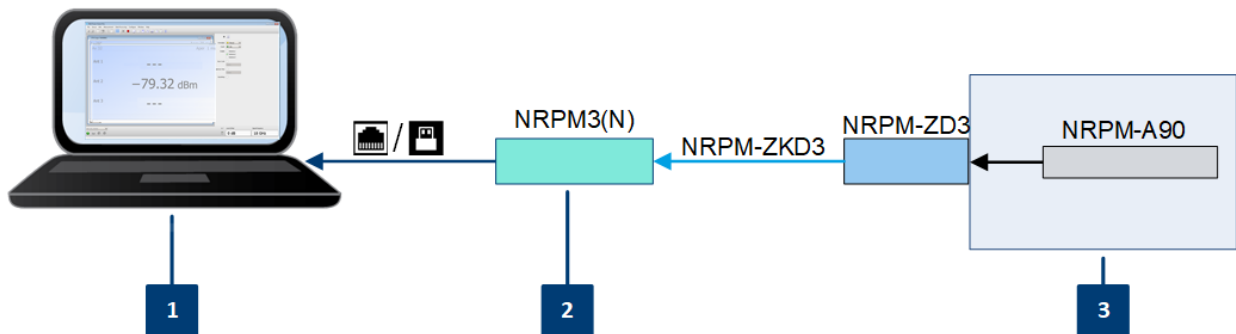 −79.32 dBm
/
NRPM3(N)
NRPM-ZKD3
NRPM-ZD3
NRPM-A90
1
2
3